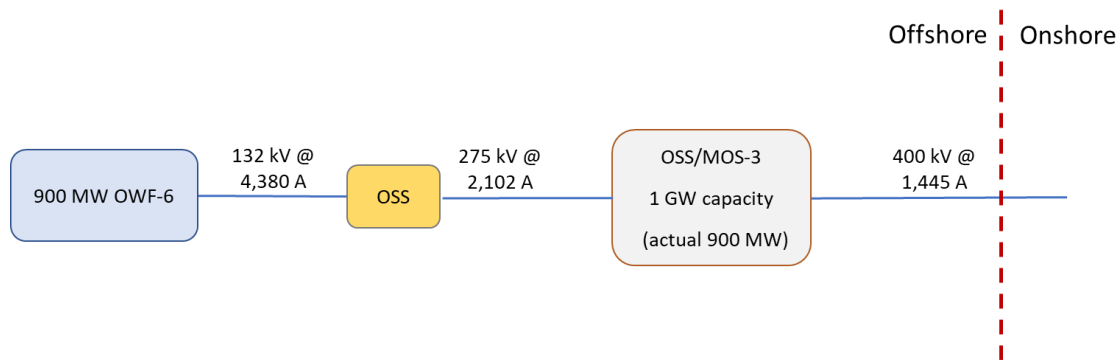 Offshore
Onshore
900 MW OWF-6
132 kV @
4,380 A
OSS
275 kV @
2,102 A
OSS/MOS-3
1 GW capacity
(actual 900 MW)
400 kV @
1,445 A